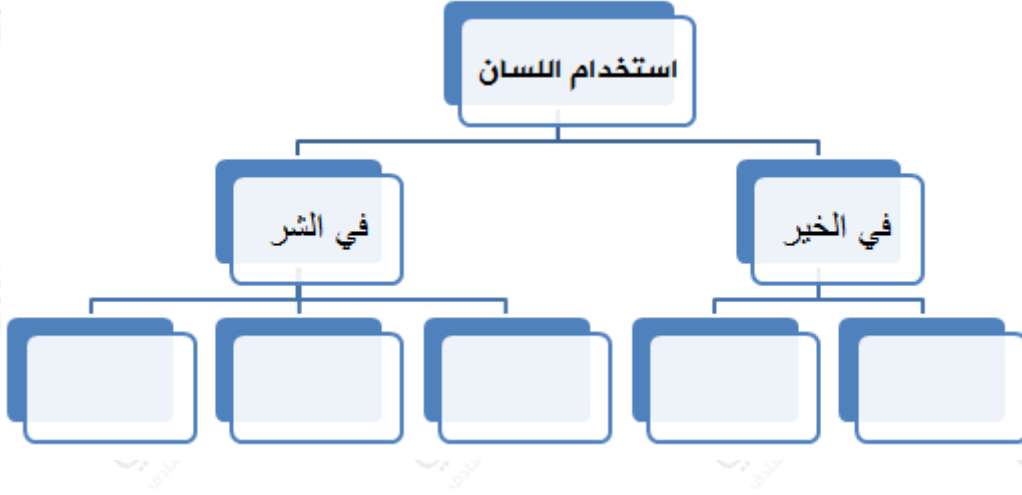 استخدام اللسان
في الخير
في الشر